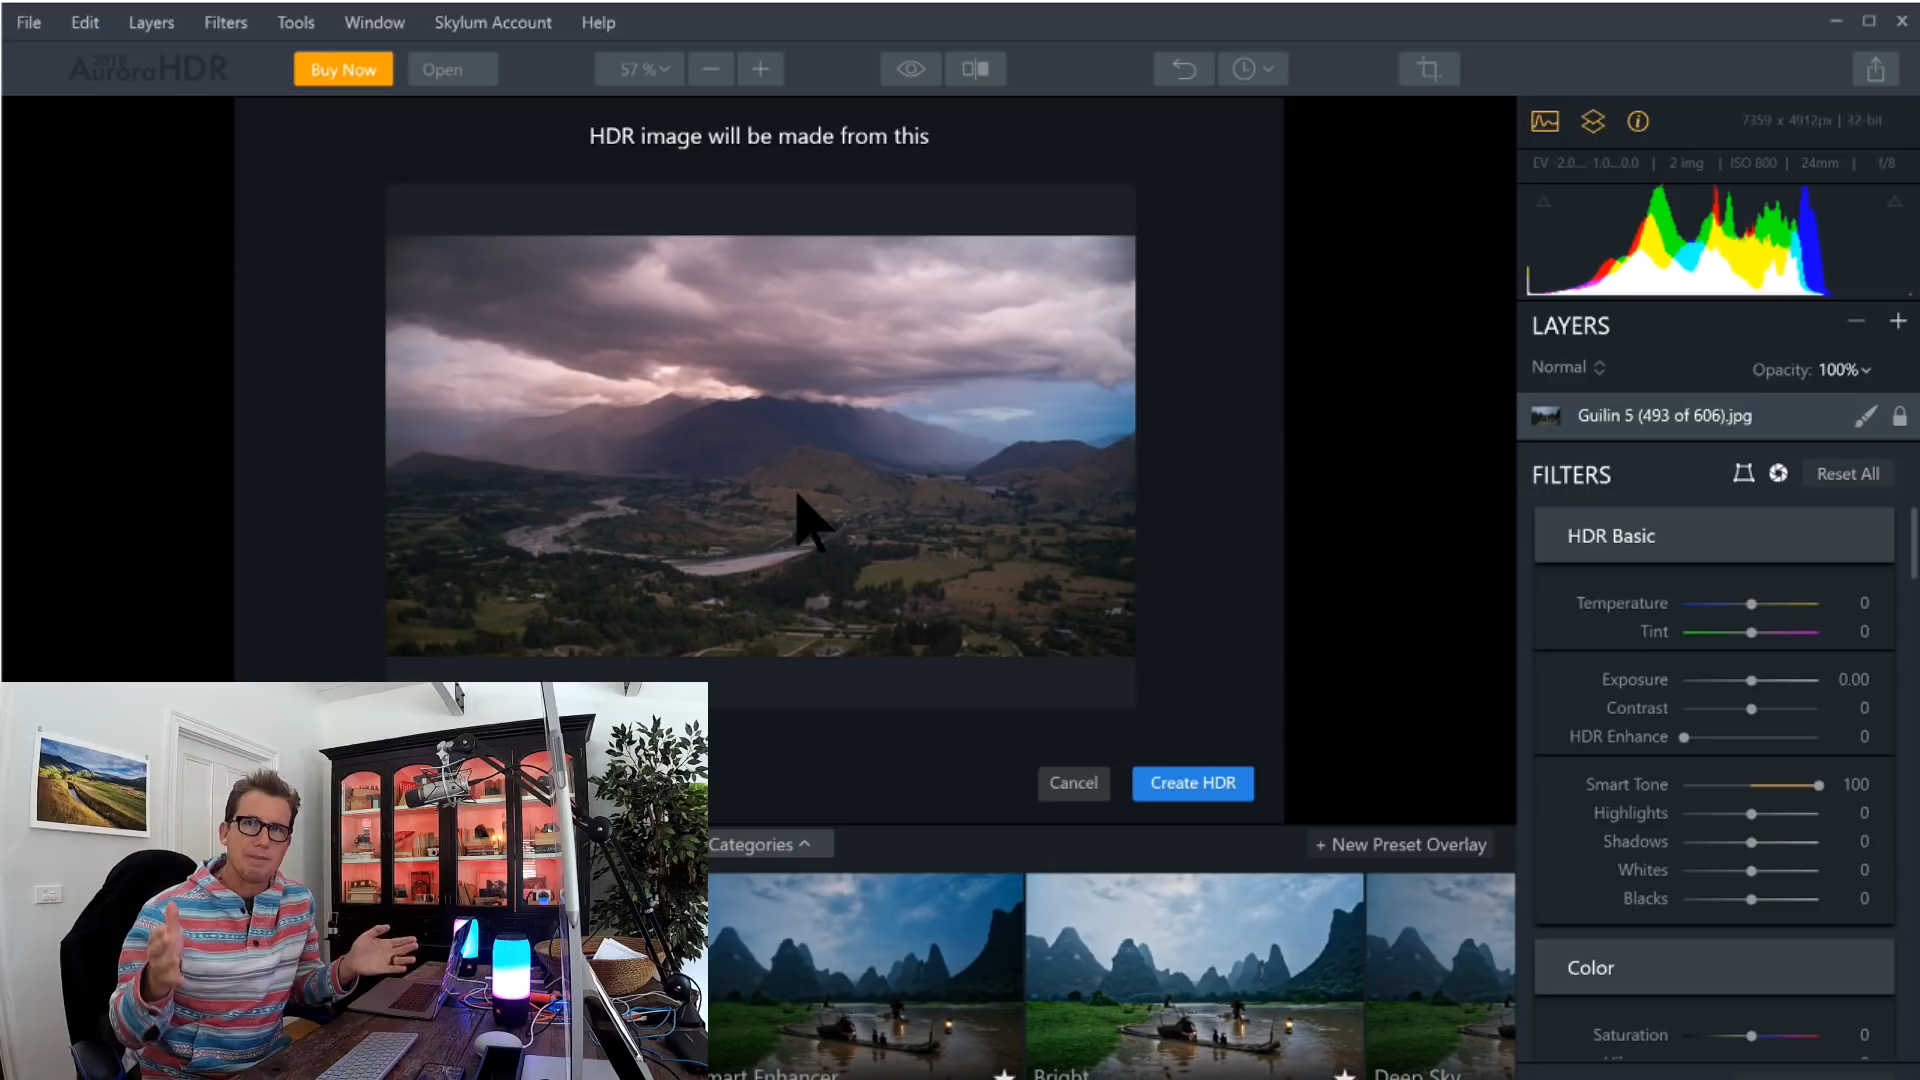 File Edit Layers Filters Tools Window Skylum Account Help
2018
AuroraHDR Buy Now Open 57 %
HDR image will be made from this
7359 x 4912px | 32-bit
EV -2.0...-1.0...0.0 | 2 img | ISO 800 | 24mm | f/8
LAYERS
Normal Opacity: 100%
Guilin 5 (493 of 606).jpg
FILTERS Reset All
HDR Basic
Temperature 0
Tint 0
Exposure 0.00
Contrast 0
HDR Enhance 0
Smart Tone 100
Highlights 0
Shadows 0
Whites 0
Blacks 0
Color
Saturation 0
Cancel Create HDR
Categories + New Preset Overlay
mart Enhancer Bright Deep Sky